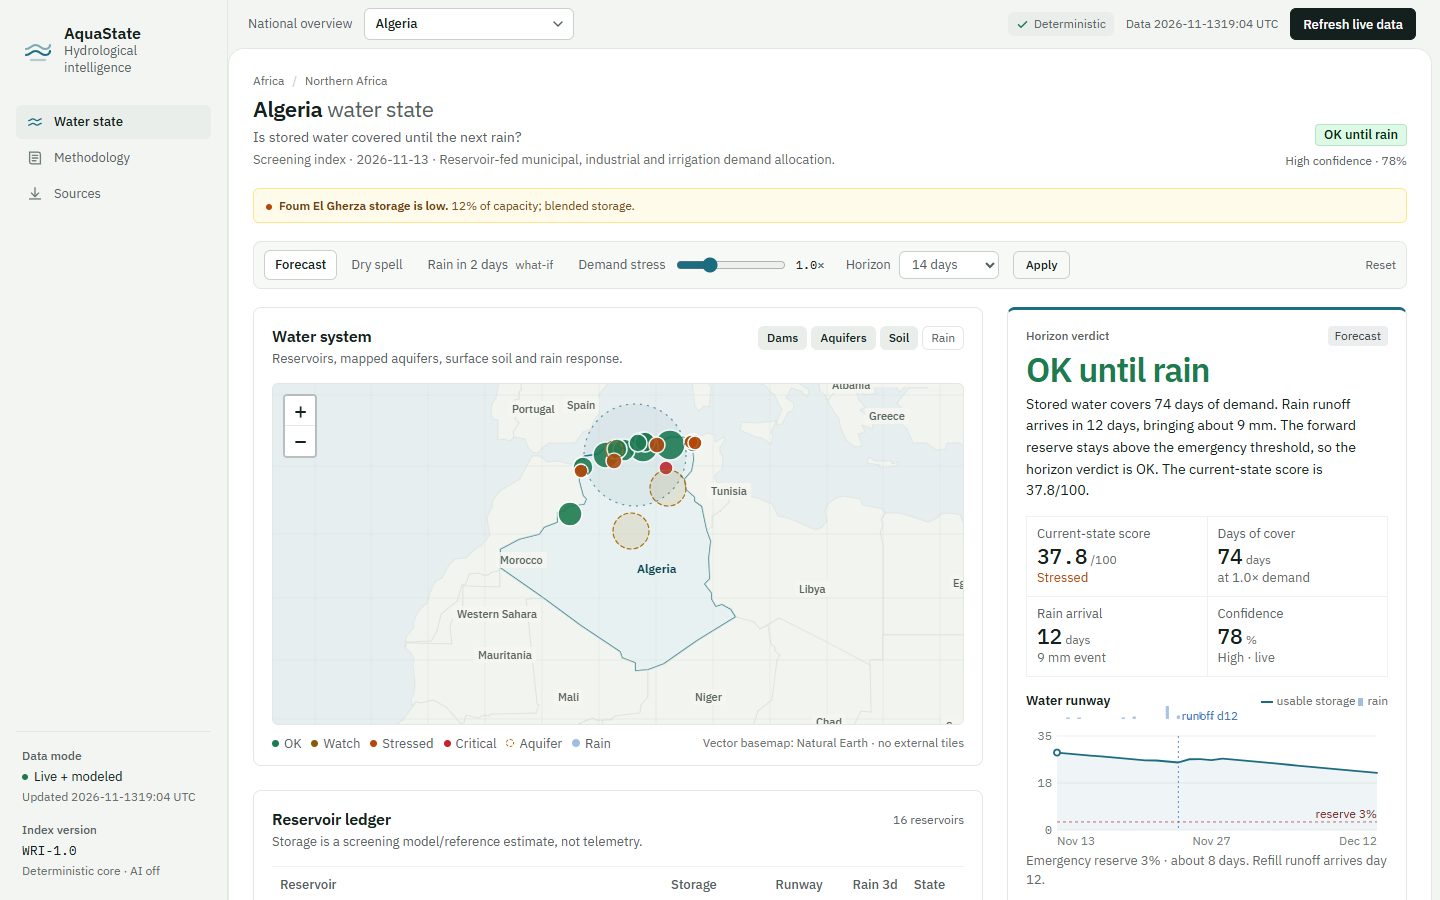 AquaState
Hydrological
intelligence
Water state
Methodology
Sources
Data mode
Live + modeled
Updated 2026-11-1319:04 UTC
Index version
WRI-1.0
Deterministic core · AI off
National overview
Algeria
Deterministic
Data 2026-11-1319:04 UTC
Refresh live data
Africa / Northern Africa
Algeria water state
Is stored water covered until the next rain?
Screening index · 2026-11-13 · Reservoir-fed municipal, industrial and irrigation demand allocation.
OK until rain
High confidence · 78%
Foum El Gherza storage is low. 12% of capacity; blended storage.
Forecast
Dry spell
Rain in 2 days what-if
Demand stress
1.0×
Horizon
14 days
Apply
Reset
Water system
Reservoirs, mapped aquifers, surface soil and rain response.
Dams
Aquifers
Soil
Rain
+
−
Albania
Portugal
Spain
Greece
Tunisia
Morocco
Algeria
Libya
Eg
Western Sahara
Mauritania
Mali
Niger
Chad
OK
Watch
Stressed
Critical
Aquifer
Rain
Vector basemap: Natural Earth · no external tiles
Reservoir ledger
16 reservoirs
Storage is a screening model/reference estimate, not telemetry.
Reservoir
Storage
Runway
Rain 3d
State
Horizon verdict
Forecast
OK until rain
Stored water covers 74 days of demand. Rain runoff
arrives in 12 days, bringing about 9 mm. The forward
reserve stays above the emergency threshold, so the
horizon verdict is OK. The current-state score is
37.8/100.
Current-state score
37.8 /100
Stressed
Days of cover
74 days
at 1.0× demand
Rain arrival
12 days
9 mm event
Confidence
78 %
High · live
Water runway
usable storage
rain
runoff d12
35
18
0
reserve 3%
Nov 13
Nov 27
Dec 12
Emergency reserve 3% · about 8 days. Refill runoff arrives day
12.